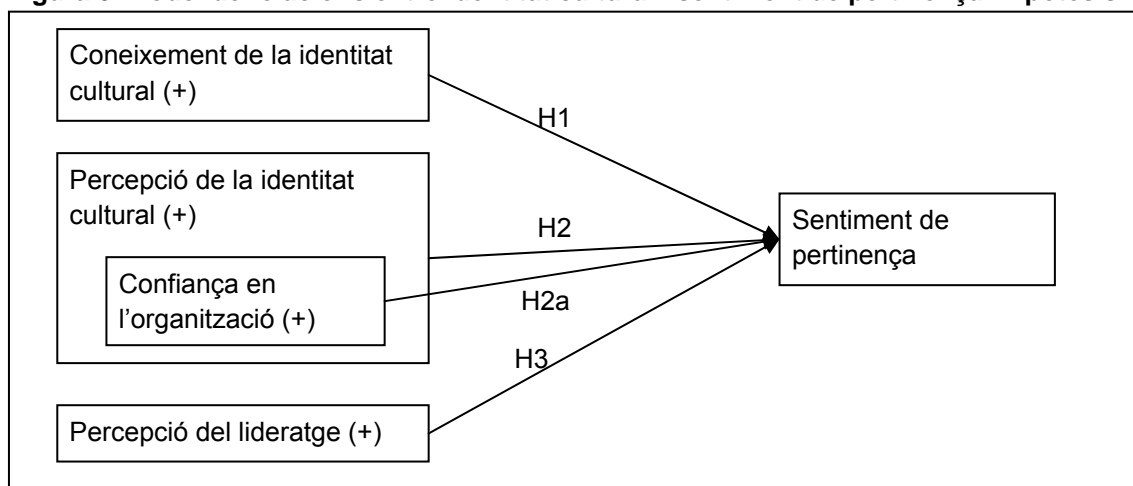 Coneixement de la identitat
cultural (+)
H1
Percepció de la identitat
cultural (+)
H2
Sentiment de
pertinença
Confiança en
l’organització (+)
H2a
H3
Percepció del lideratge (+)